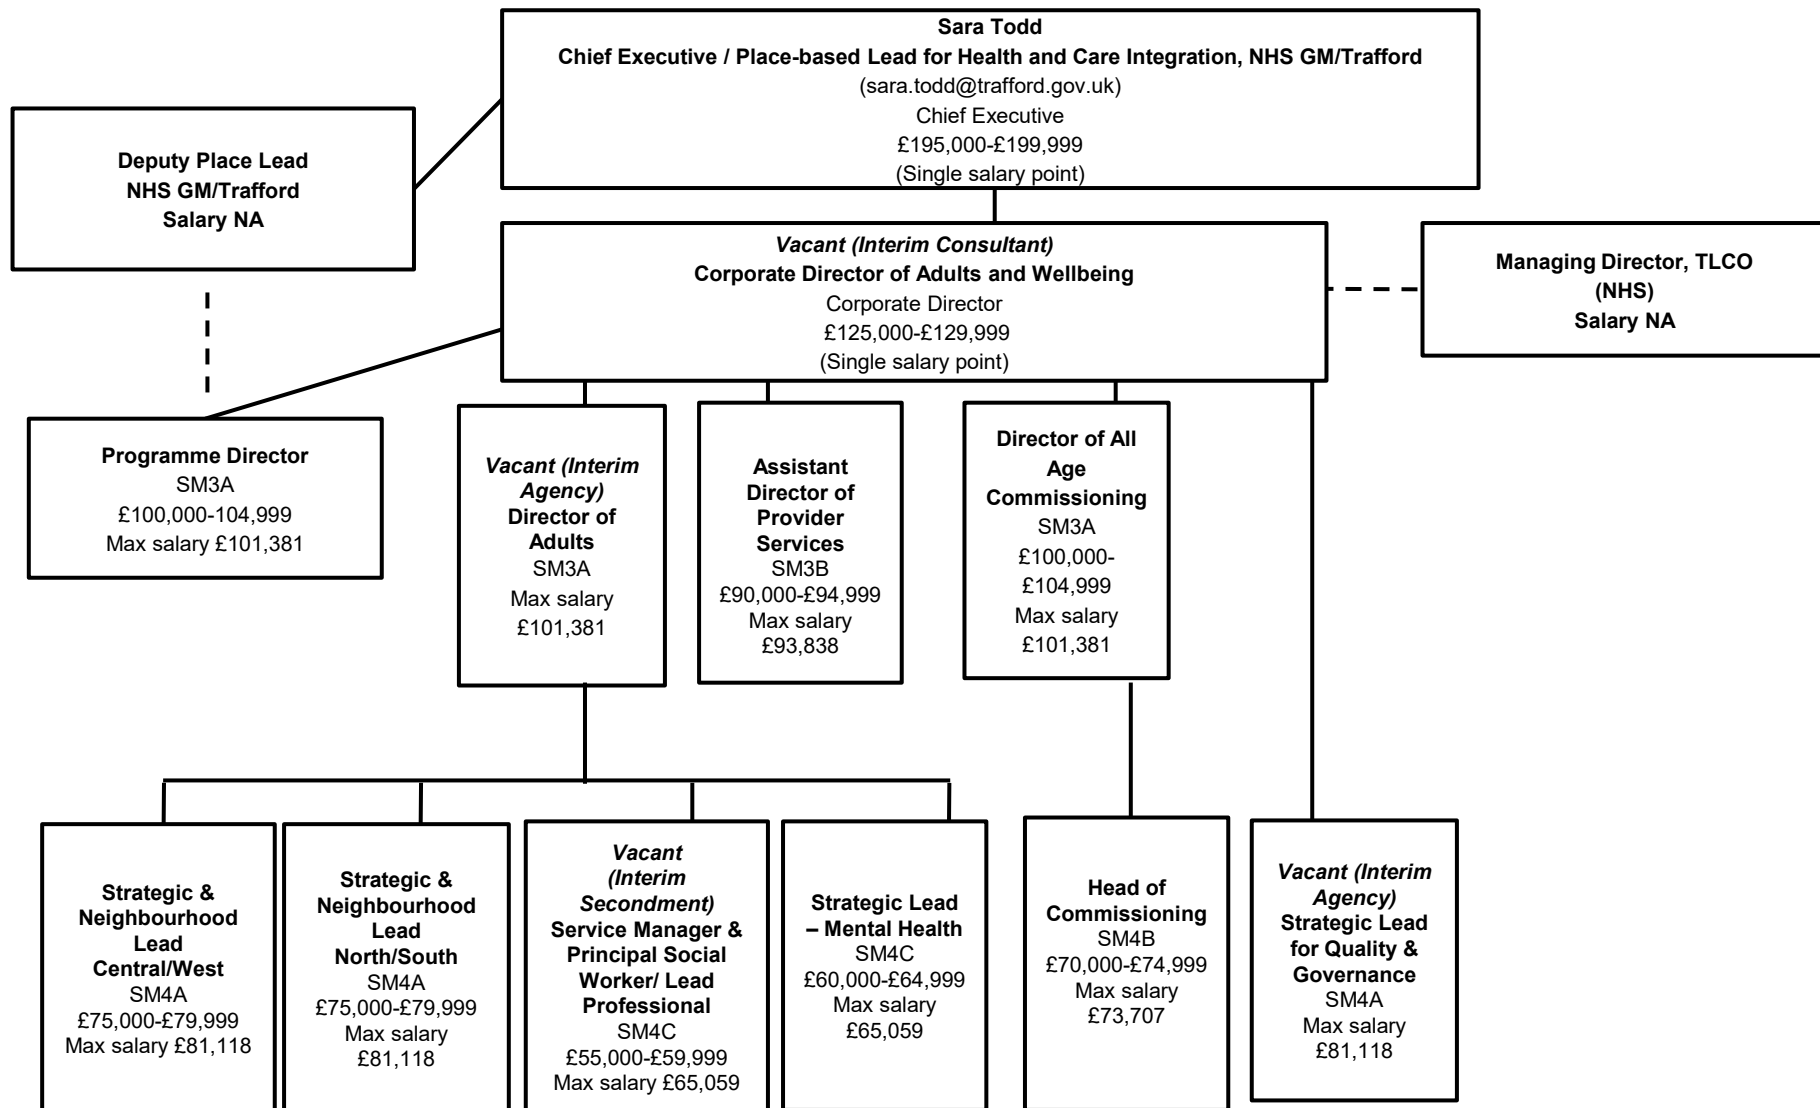 Sara Todd
Chief Executive / Place-based Lead for Health and Care Integration, NHS GM/Trafford
(sara.todd@trafford.gov.uk)
Chief Executive
£195,000-£199,999
(Single salary point)
Deputy Place Lead
NHS GM/Trafford
Salary NA
Vacant (Interim Consultant)
Corporate Director of Adults and Wellbeing
Corporate Director
£125,000-£129,999
(Single salary point)
Managing Director, TLCO
(NHS)
Salary NA
Programme Director
SM3A
£100,000-104,999
Max salary £101,381
Vacant (Interim
Agency)
Director of
Adults
SM3A
Max salary
£101,381
Assistant
Director of
Provider
Services
SM3B
£90,000-£94,999
Max salary
£93,838
Director of All
Age
Commissioning
SM3A
£100,000-
£104,999
Max salary
£101,381
Strategic &
Neighbourhood
Lead
Central/West
SM4A
£75,000-£79,999
Max salary £81,118
Strategic &
Neighbourhood
Lead
North/South
SM4A
£75,000-£79,999
Max salary
£81,118
Vacant
(Interim
Secondment)
Service Manager &
Principal Social
Worker/ Lead
Professional
SM4C
£55,000-£59,999
Max salary £65,059
Strategic Lead
– Mental Health
SM4C
£60,000-£64,999
Max salary
£65,059
Head of
Commissioning
SM4B
£70,000-£74,999
Max salary
£73,707
Vacant (Interim
Agency)
Strategic Lead
for Quality &
Governance
SM4A
Max salary
£81,118